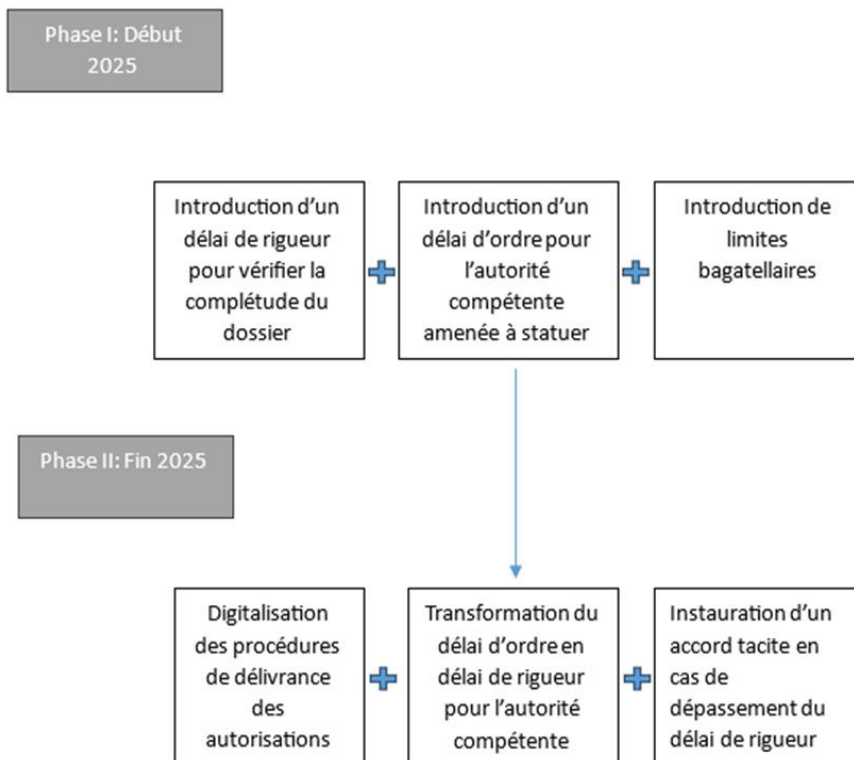 Phase I: Début
2025
Introduction d’un
délai de rigueur
pour vérifier la
complétude du
dossier
Introduction d’un
délai d’ordre pour
l’autorité
compétente
amenée à statuer
Introduction de
limites
bagatellaires
Phase II: Fin 2025
Digitalisation
des procédures
de délivrance
des
autorisations
Transformation du
délai d’ordre en
délai de rigueur
pour l’autorité
compétente
Instauration d’un
accord tacite en
cas de
dépassement du
délai de rigueur